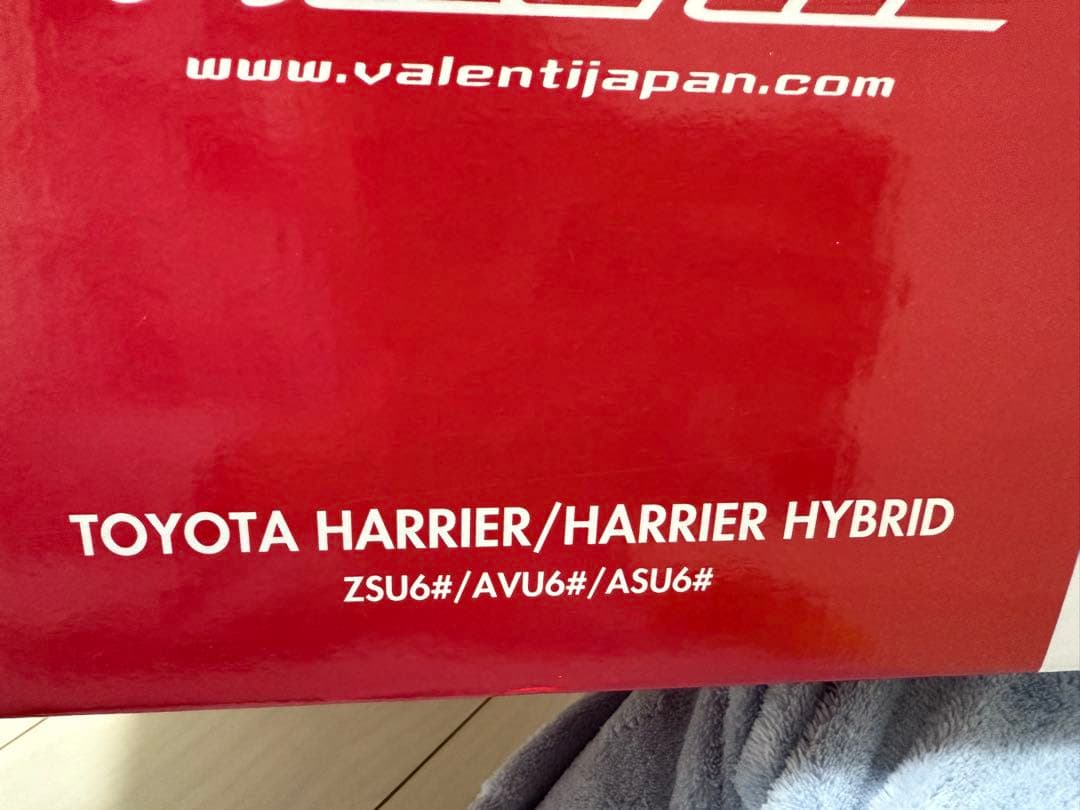 www.valentijapan.com
TOYOTA HARRIER/HARRIER HYBRID
ZSU6#/AVU6#/ASU6#